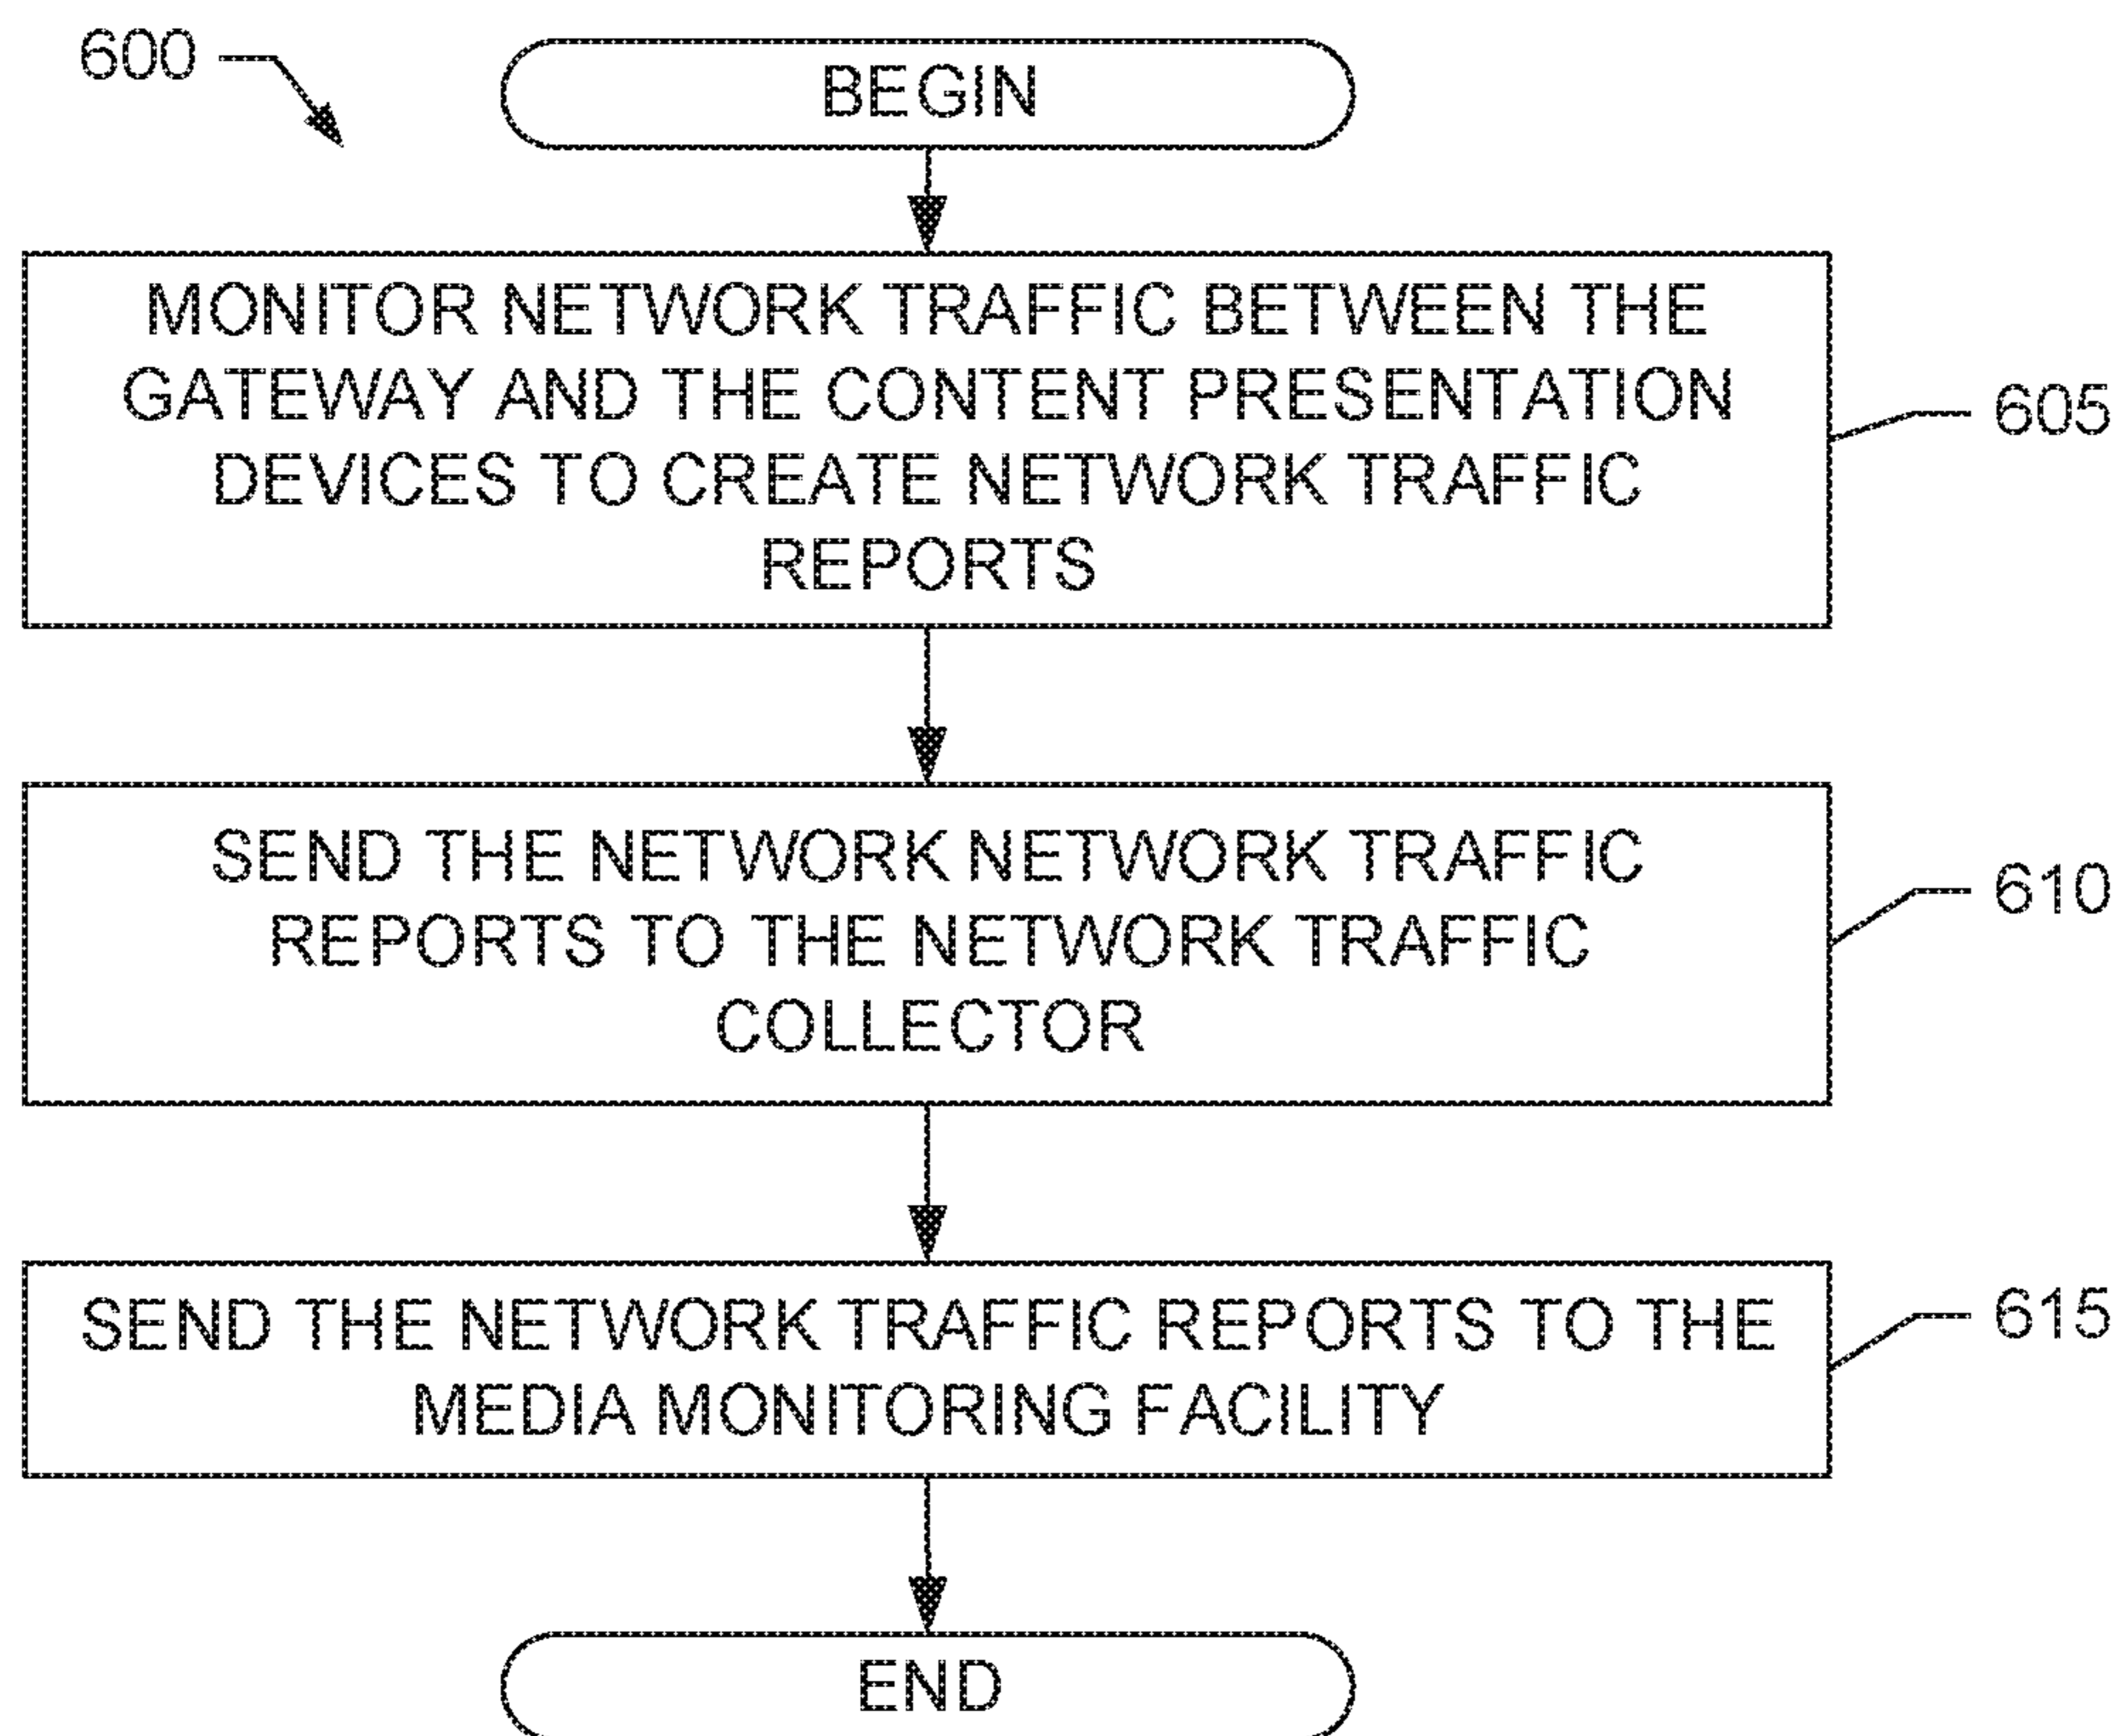 600
BEGIN
MONITOR NETWORK TRAFFIC BETWEEN THE
GATEWAY AND THE CONTENT PRESENTATION
DEVICES TO CREATE NETWORK TRAFFIC
REPORTS
605
SEND THE NETWORK NETWORK TRAFFIC
REPORTS TO THE NETWORK TRAFFIC
COLLECTOR
610
SEND THE NETWORK TRAFFIC REPORTS TO THE
MEDIA MONITORING FACILITY
615
END